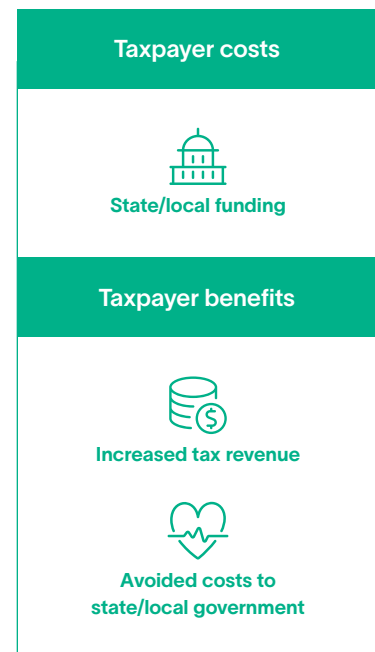 Taxpayer costs
State/local funding
Taxpayer benefits
$
Increased tax revenue
Avoided costs to
state/local government